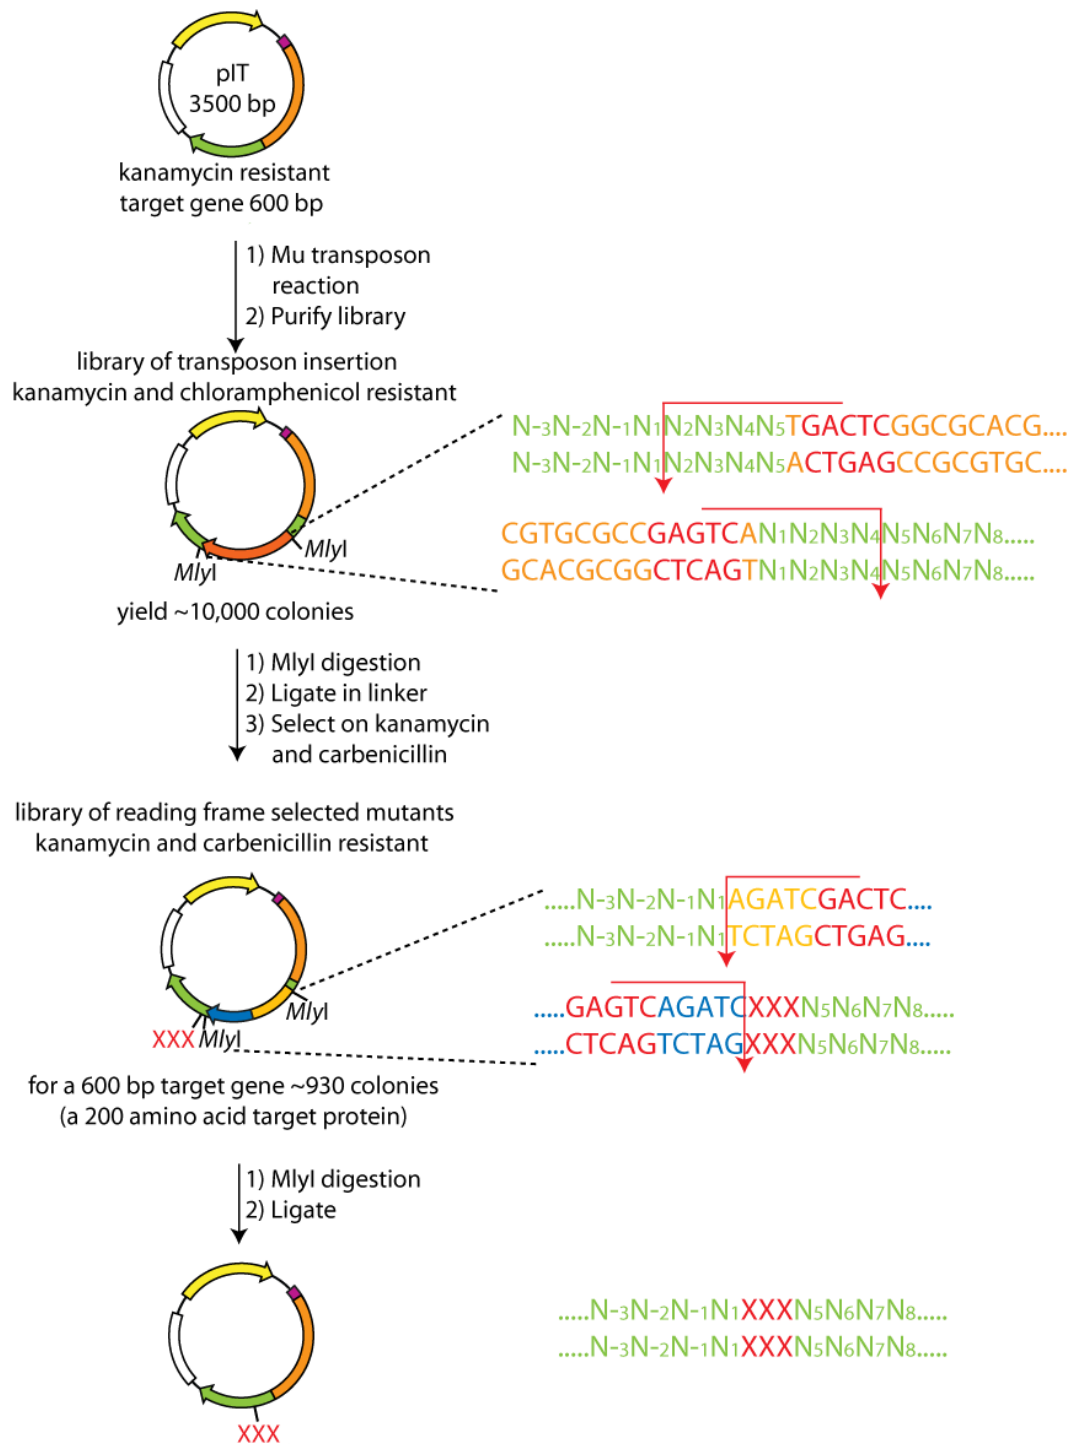 pIT
3500 bp
kanamycin resistant
target gene 600 bp
1) Mu transposon
reaction
2) Purify library
library of transposon insertion
kanamycin and chloramphenicol resistant
N-3N-2N-1N1N2N3N4N5TGACTCGGCGCACG....
N-3N-2N-1N1N2N3N4N5ACTGAGCCGCGTGC....
CGTGCGCCGAGTCAN1N2N3N4N5N6N7N8.....
GCACGCGGCTCAGTN1N2N3N4N5N6N7N8.....
MlyI
MlyI
yield ~10,000 colonies
1) MlyI digestion
2) Ligate in linker
3) Select on kanamycin
and carbenicillin
library of reading frame selected mutants
kanamycin and carbenicillin resistant
.....N-3N-2N-1N1AGATCGACTC....
.....N-3N-2N-1N1TCTAGCTGAG....
.....GAGTCAGATCXXXN5N6N7N8.....
.....CTCAGTCTAGXXXN5N6N7N8.....
MlyI
XXX MlyI
for a 600 bp target gene ~930 colonies
(a 200 amino acid target protein)
1) MlyI digestion
2) Ligate
.....N-3N-2N-1N1XXXN5N6N7N8.....
.....N-3N-2N-1N1XXXN5N6N7N8.....
XXX